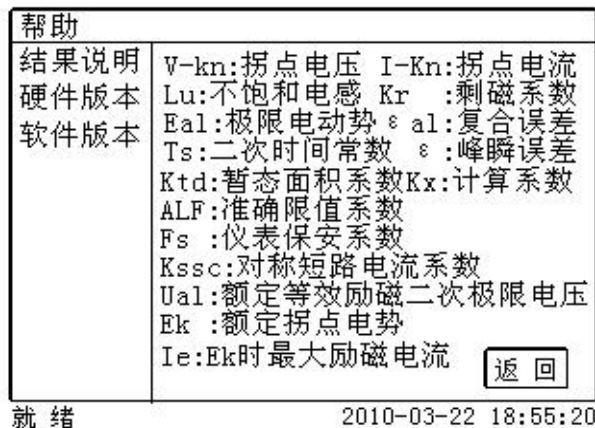 帮助
结果说明
硬件版本
软件版本
V-kn:拐点电压 I-Kn:拐点电流
Lu:不饱和电感 Kr :剩磁系数
Eal:极限电动势 εal:复合误差
Ts:二次时间常数 ε :峰瞬误差
Ktd:暂态面积系数Kx:计算系数
ALF:准确限值系数
Fs :仪表保安系数
Kssc:对称短路电流系数
Ual:额定等效励磁二次极限电压
Ek :额定拐点电势
Ie:Ek时最大励磁电流
返 回
就 绪 2010-03-22 18:55:20